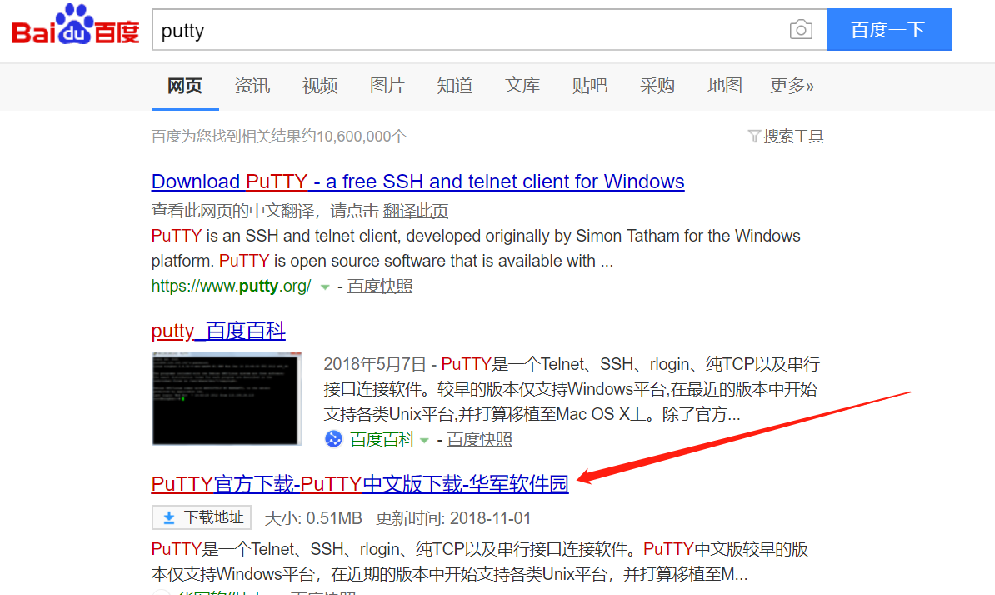 Bai du 百度
putty
百度一下
网页 资讯 视频 图片 知道 文库 贴吧 采购 地图 更多»
百度为您找到相关结果约10,600,000个
搜索工具
Download PuTTY - a free SSH and telnet client for Windows
查看此网页的中文翻译，请点击 翻译此页
PuTTY is an SSH and telnet client, developed originally by Simon Tatham for the Windows
platform. PuTTY is open source software that is available with ...
https://www.putty.org/ - 百度快照
putty_百度百科
2018年5月7日 - PuTTY是一个Telnet、SSH、rlogin、纯TCP以及串行
接口连接软件。较早的版本仅支持Windows平台,在最近的版本中开始
支持各类Unix平台,并打算移植至Mac OS X上。除了官方...
百度百科 - 百度快照
PuTTY官方下载-PuTTY中文版下载-华军软件园
下载地址 大小: 0.51MB 更新时间: 2018-11-01
PuTTY是一个Telnet、SSH、rlogin、纯TCP以及串行接口连接软件。PuTTY中文版较早的版
本仅支持Windows平台，在近期的版本中开始支持各类Unix平台，并打算移植至M...